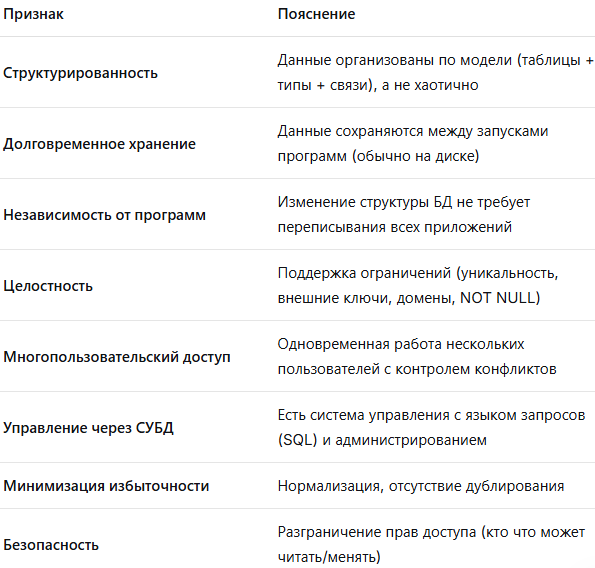 Признак Пояснение
Структурированность
Данные организованы по модели (таблицы +
типы + связи), а не хаотично
Долговременное хранение
Данные сохраняются между запусками
программ (обычно на диске)
Независимость от программ
Изменение структуры БД не требует
переписывания всех приложений
Целостность
Поддержка ограничений (уникальность,
внешние ключи, домены, NOT NULL)
Многопользовательский доступ
Одновременная работа нескольких
пользователей с контролем конфликтов
Управление через СУБД
Есть система управления с языком запросов
(SQL) и администрированием
Минимизация избыточности Нормализация, отсутствие дублирования
Безопасность
Разграничение прав доступа (кто что может
читать/менять)